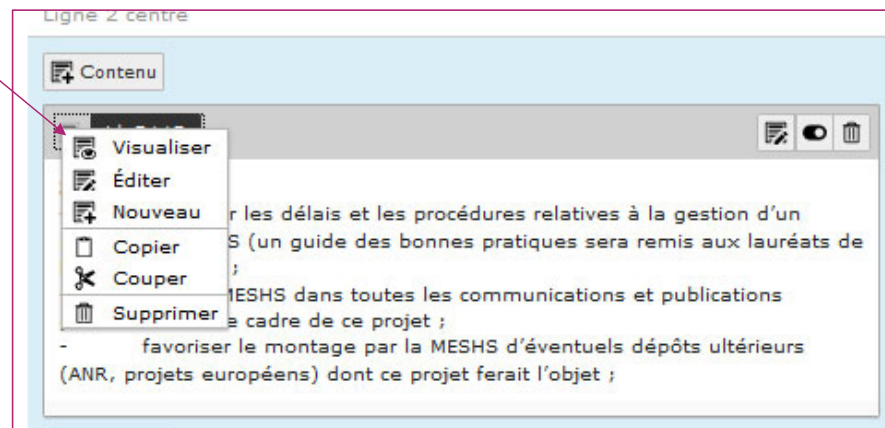 Ligne 2 centre
Contenu
Visualiser
Éditer
Nouveau
Copier
Couper
Supprimer
r les délais et les procédures relatives à la gestion d’un
S (un guide des bonnes pratiques sera remis aux lauréats de
;
MESHS dans toutes les communications et publications
e cadre de ce projet ;
- favoriser le montage par la MESHS d’éventuels dépôts ultérieurs
(ANR, projets européens) dont ce projet ferait l’objet ;